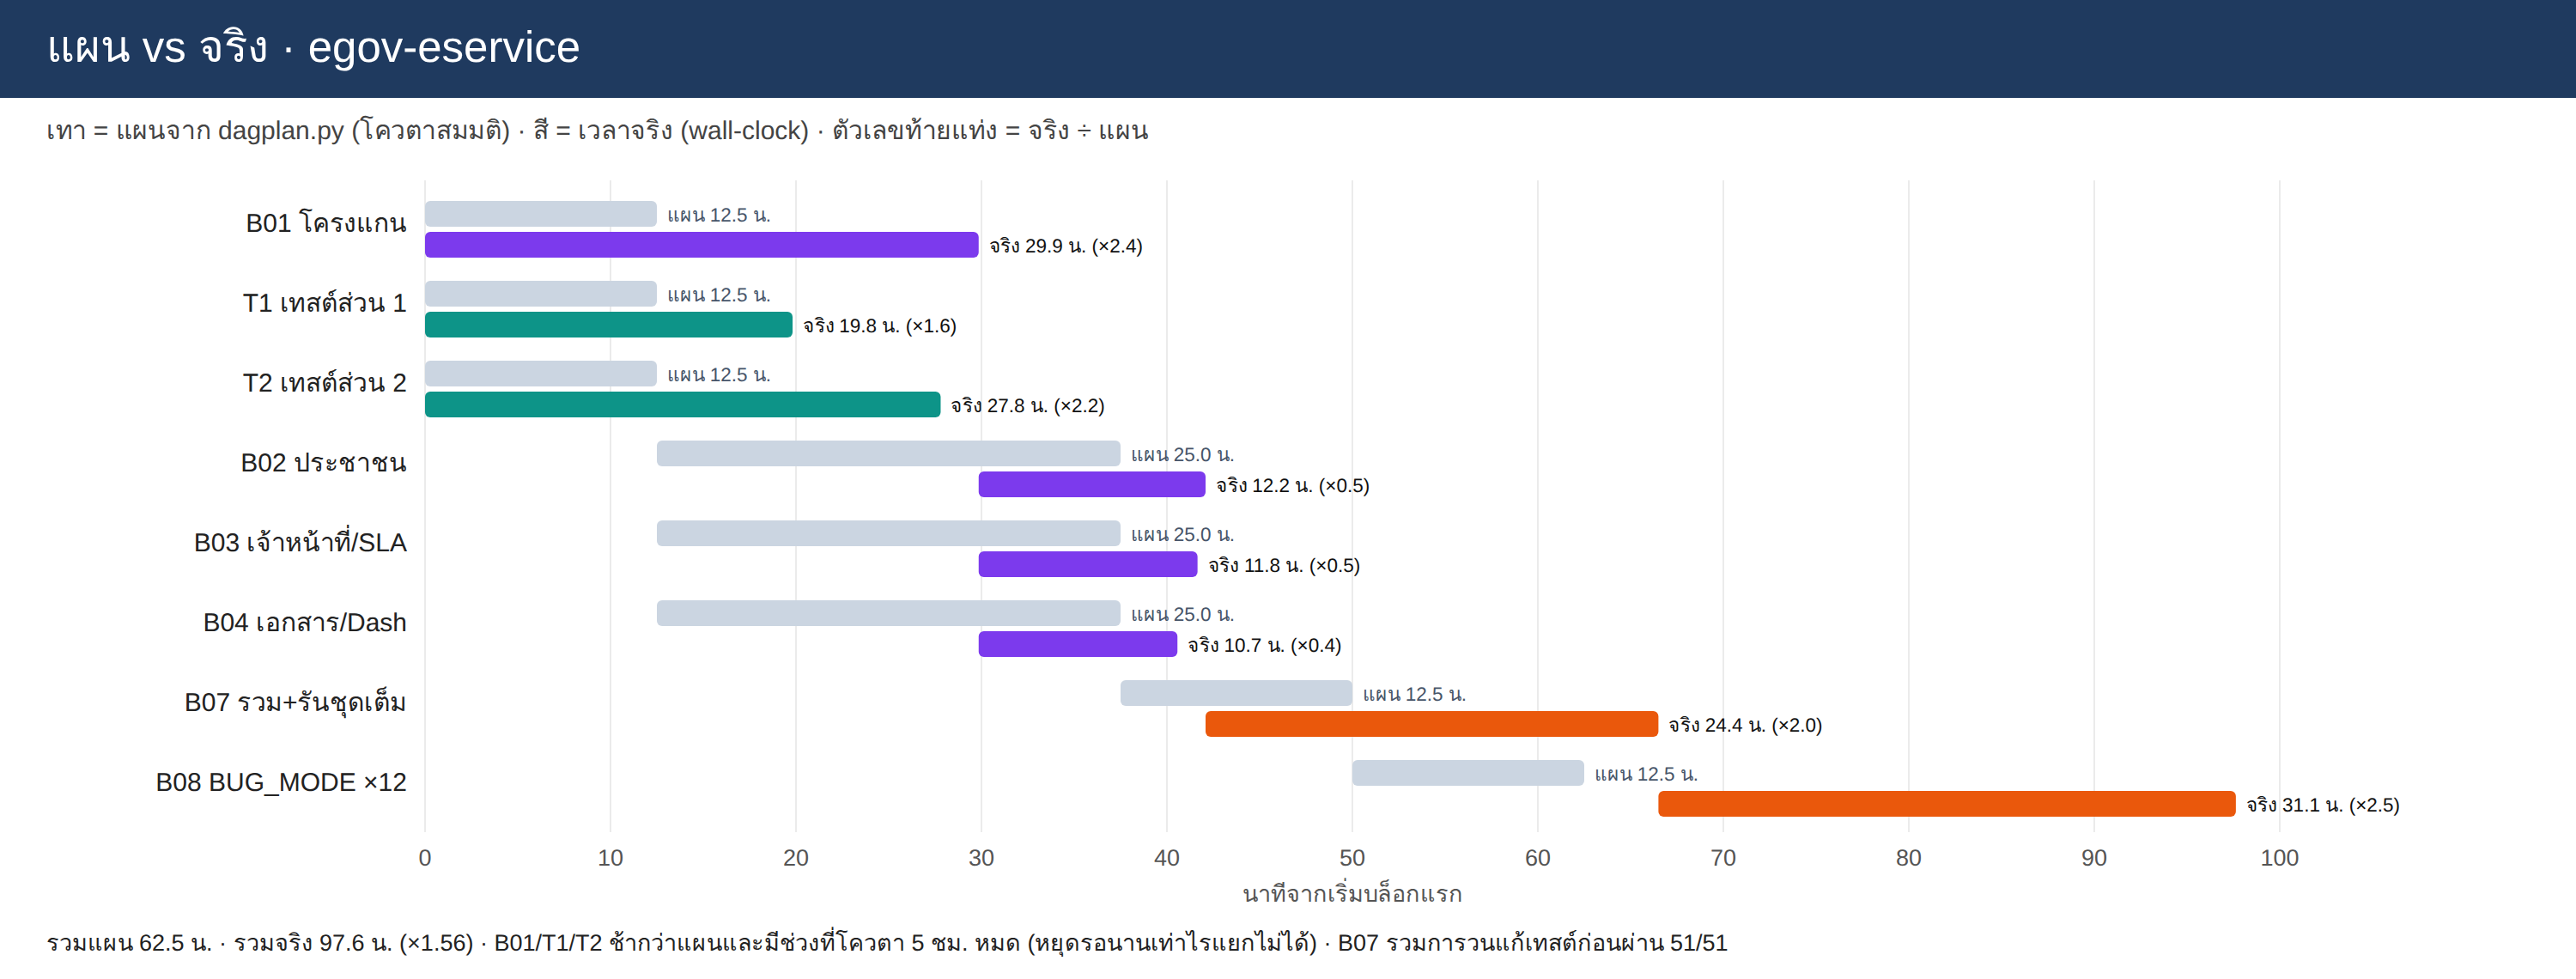 แผน vs จริง · egov-eservice
เทา = แผนจาก dagplan.py (โควตาสมมติ) · สี = เวลาจริง (wall-clock) · ตัวเลขท้ายแท่ง = จริง ÷ แผน
B01 โครงแกน
แผน 12.5 น.
จริง 29.9 น. (×2.4)
T1 เทสต์ส่วน 1
แผน 12.5 น.
จริง 19.8 น. (×1.6)
T2 เทสต์ส่วน 2
แผน 12.5 น.
จริง 27.8 น. (×2.2)
B02 ประชาชน
แผน 25.0 น.
จริง 12.2 น. (×0.5)
B03 เจ้าหน้าที่/SLA
แผน 25.0 น.
จริง 11.8 น. (×0.5)
B04 เอกสาร/Dash
แผน 25.0 น.
จริง 10.7 น. (×0.4)
B07 รวม+รันชุดเต็ม
แผน 12.5 น.
จริง 24.4 น. (×2.0)
B08 BUG_MODE ×12
แผน 12.5 น.
จริง 31.1 น. (×2.5)
0 10 20 30 40 50 60 70 80 90 100
นาทีจากเริ่มบล็อกแรก
รวมแผน 62.5 น. · รวมจริง 97.6 น. (×1.56) · B01/T1/T2 ช้ากว่าแผนและมีช่วงที่โควตา 5 ชม. หมด (หยุดรอนานเท่าไรแยกไม่ได้) · B07 รวมการวนแก้เทสต์ก่อนผ่าน 51/51